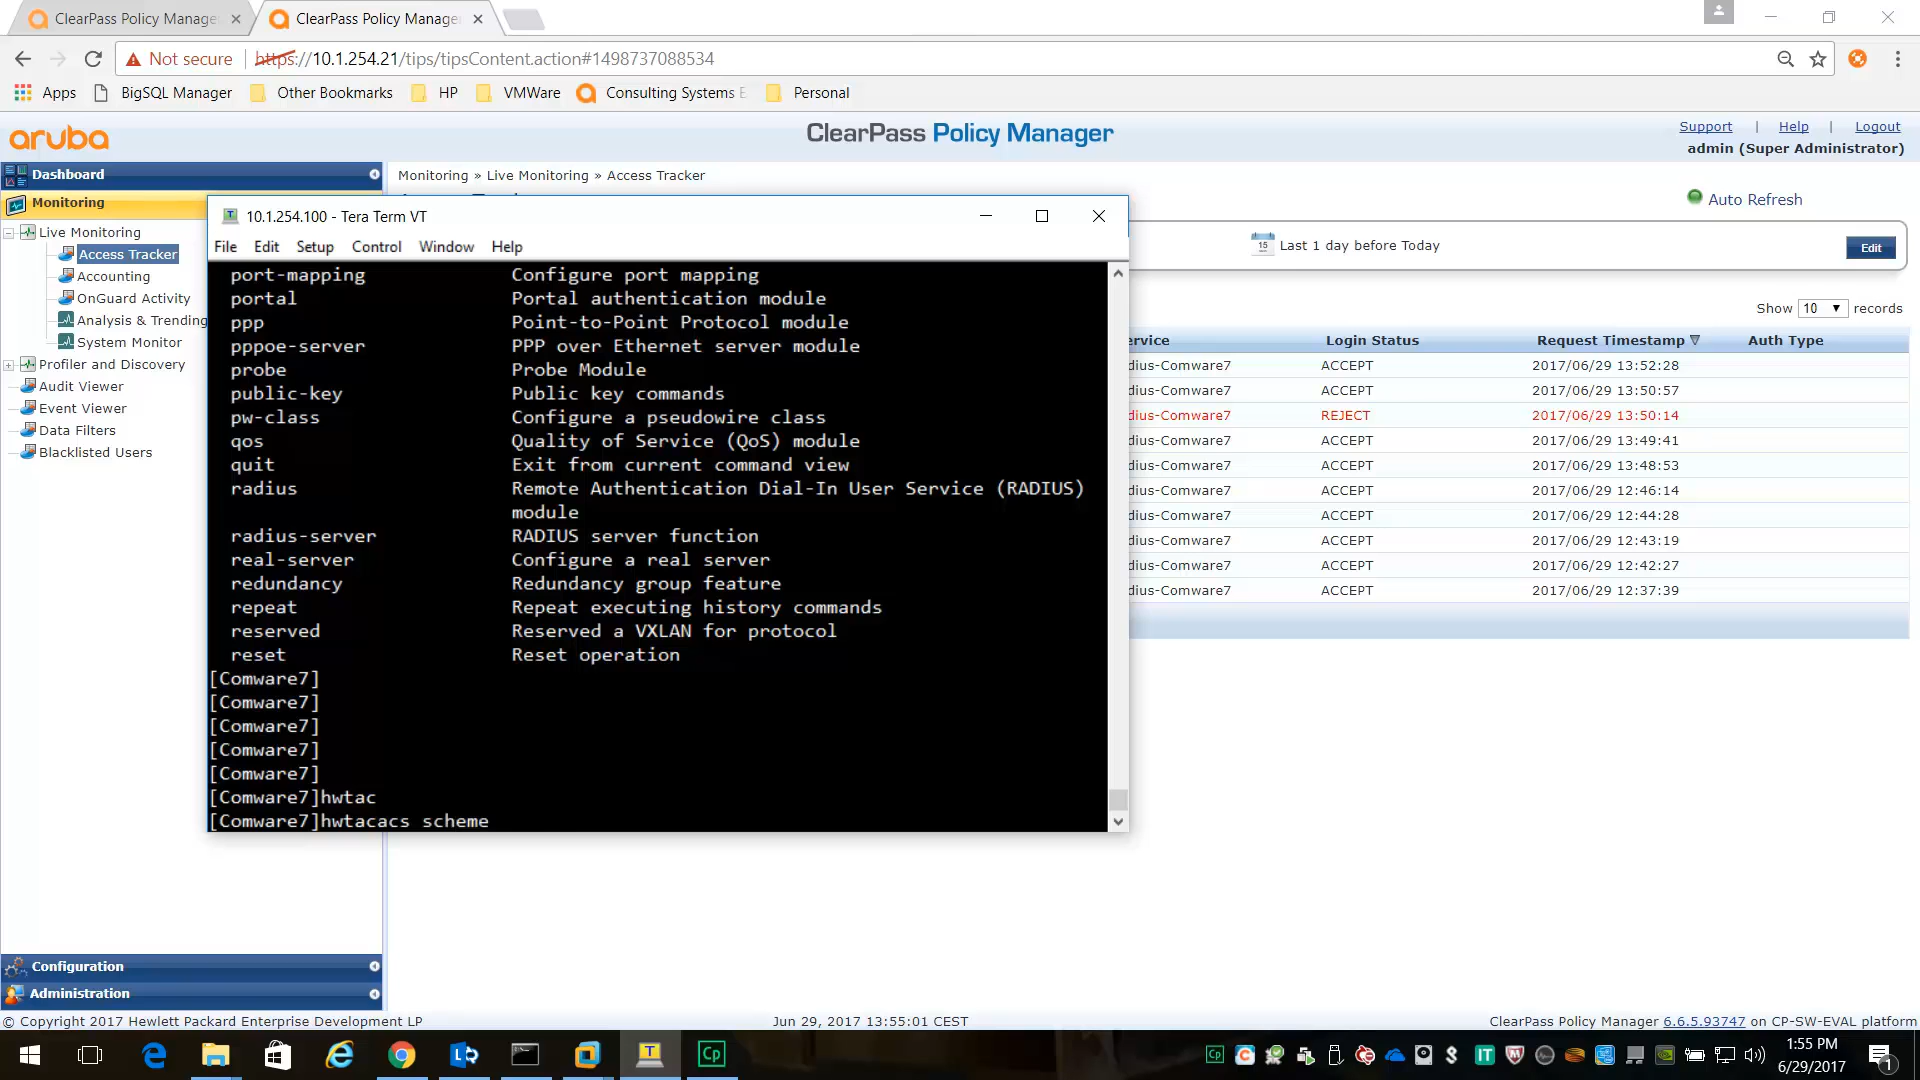 ClearPass Policy Manage
ClearPass Policy Manage
Not secure https://10.1.254.21/tips/tipsContent.action#1498737088534
Apps BigSQL Manager Other Bookmarks HP VMWare Consulting Systems E Personal
aruba
ClearPass Policy Manager
Support | Help | Logout
admin (Super Administrator)
Dashboard
Monitoring
Live Monitoring
Access Tracker
Accounting
OnGuard Activity
Analysis & Trending
System Monitor
Profiler and Discovery
Audit Viewer
Event Viewer
Data Filters
Blacklisted Users
Configuration
Administration
Monitoring » Live Monitoring » Access Tracker
Auto Refresh
15 Last 1 day before Today
Edit
Show 10 records
ervice Login Status Request Timestamp Auth Type
dius-Comware7 ACCEPT 2017/06/29 13:52:28
dius-Comware7 ACCEPT 2017/06/29 13:50:57
dius-Comware7 REJECT 2017/06/29 13:50:14
dius-Comware7 ACCEPT 2017/06/29 13:49:41
dius-Comware7 ACCEPT 2017/06/29 13:48:53
dius-Comware7 ACCEPT 2017/06/29 12:46:14
dius-Comware7 ACCEPT 2017/06/29 12:44:28
dius-Comware7 ACCEPT 2017/06/29 12:43:19
dius-Comware7 ACCEPT 2017/06/29 12:42:27
dius-Comware7 ACCEPT 2017/06/29 12:37:39
10.1.254.100 - Tera Term VT
File Edit Setup Control Window Help
port-mapping Configure port mapping
portal Portal authentication module
ppp Point-to-Point Protocol module
pppoe-server PPP over Ethernet server module
probe Probe Module
public-key Public key commands
pw-class Configure a pseudowire class
qos Quality of Service (QoS) module
quit Exit from current command view
radius Remote Authentication Dial-In User Service (RADIUS)
module
radius-server RADIUS server function
real-server Configure a real server
redundancy Redundancy group feature
repeat Repeat executing history commands
reserved Reserved a VXLAN for protocol
reset Reset operation
[Comware7]
[Comware7]
[Comware7]
[Comware7]
[Comware7]
[Comware7]hwtac
[Comware7]hwtacacs scheme
© Copyright 2017 Hewlett Packard Enterprise Development LP
Jun 29, 2017 13:55:01 CEST
ClearPass Policy Manager 6.6.5.93747 on CP-SW-EVAL platform
1:55 PM
6/29/2017